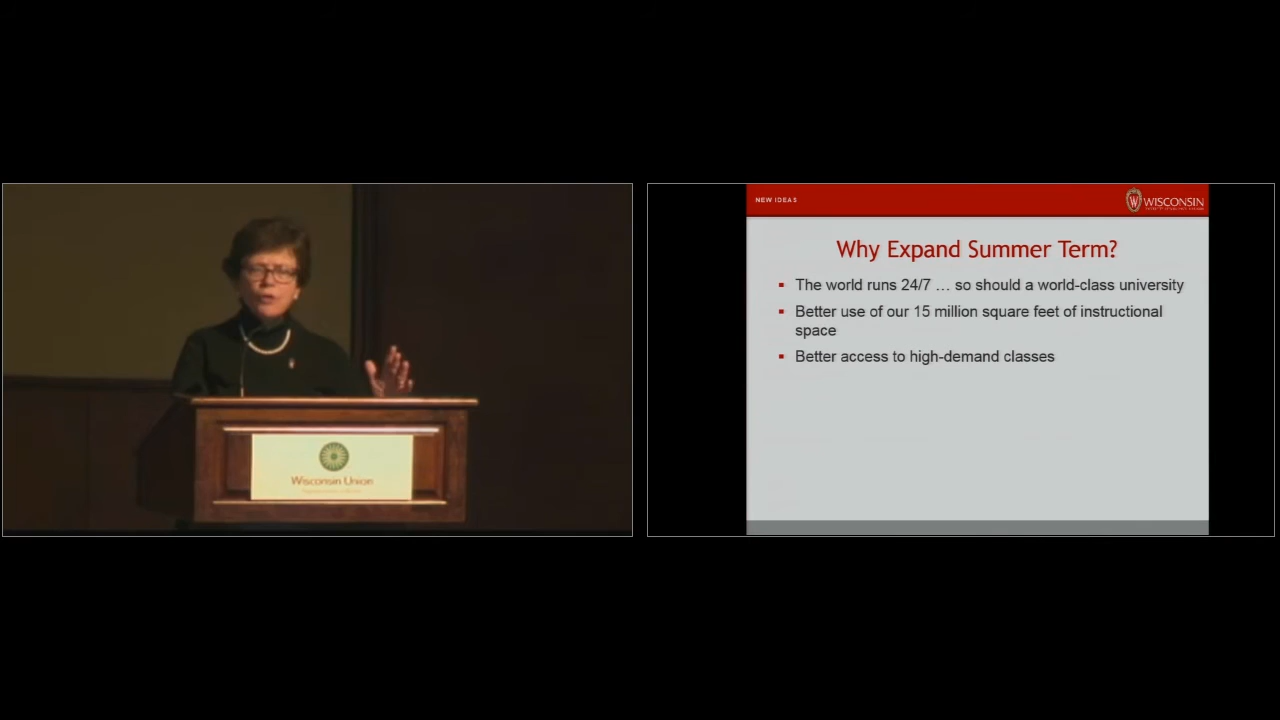 Wisconsin Union
NEW IDEAS
WISCONSIN
Why Expand Summer Term?
The world runs 24/7 … so should a world-class university
Better use of our 15 million square feet of instructional
space
Better access to high-demand classes